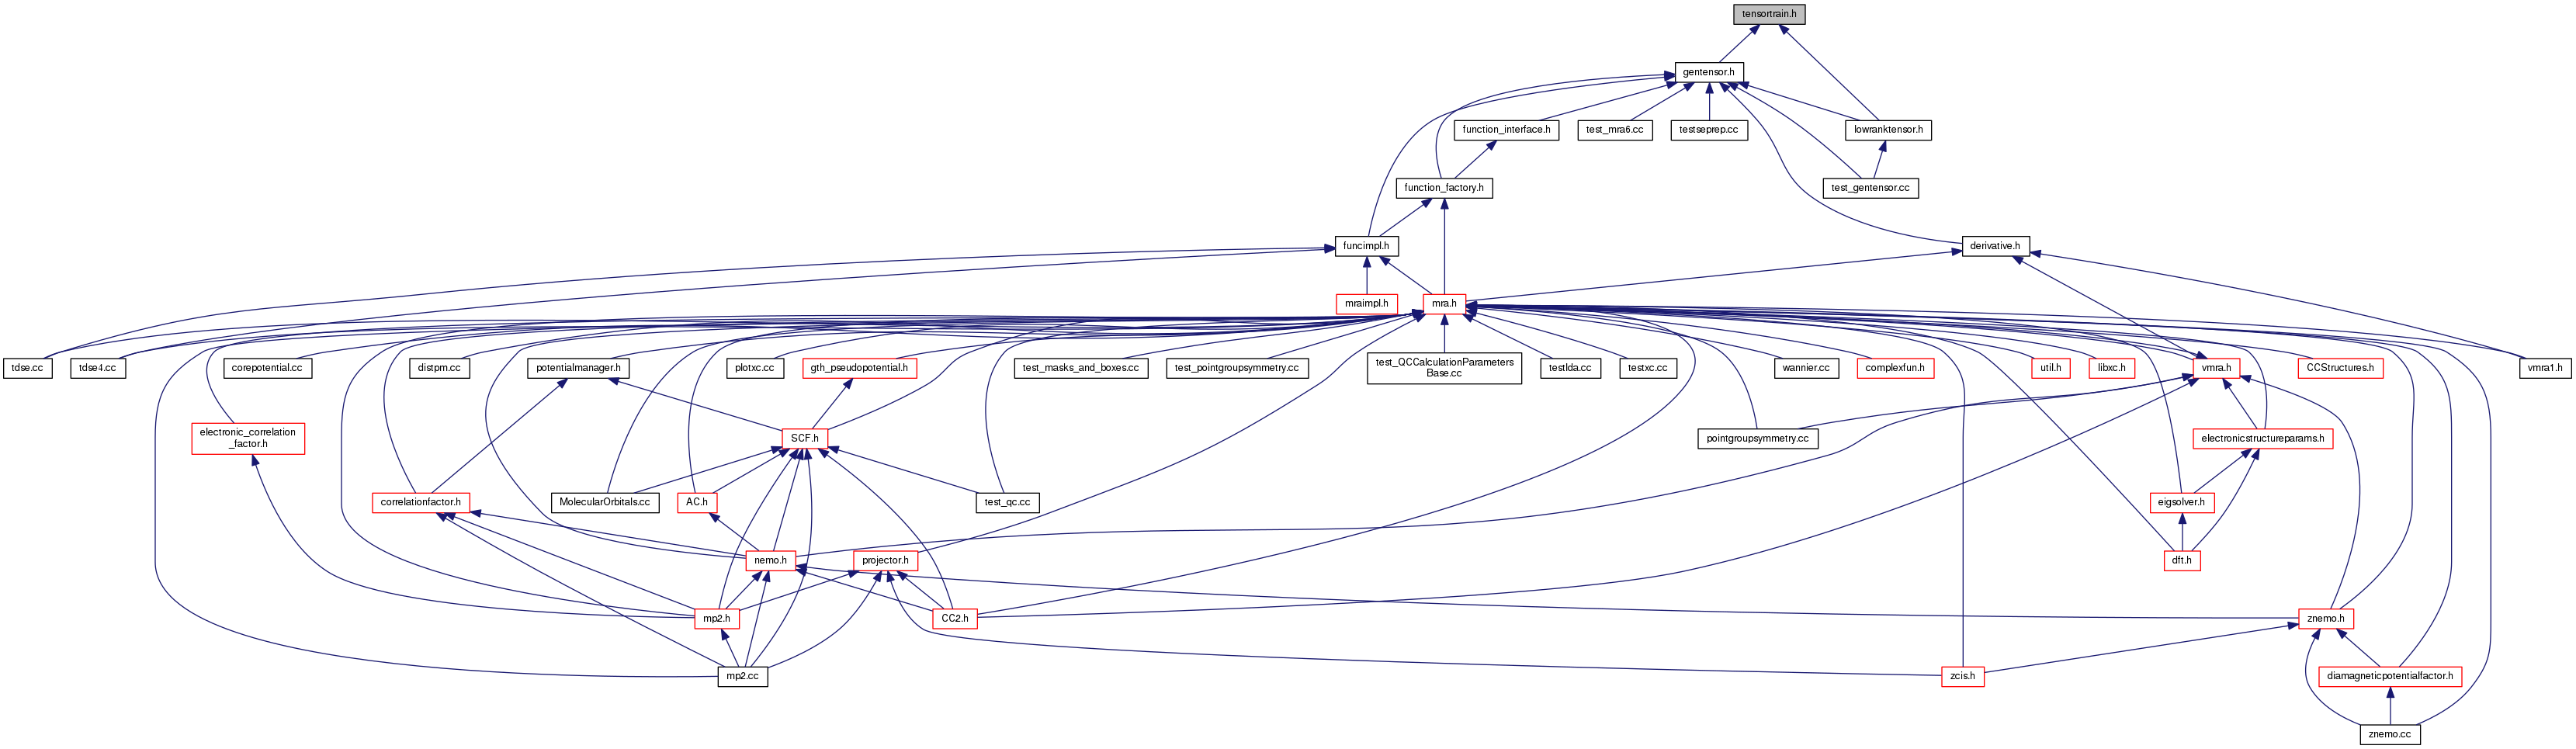 tensortrain.h
gentensor.h
function_interface.h
test_mra6.cc
testseprep.cc
lowranktensor.h
function_factory.h
test_gentensor.cc
funcimpl.h
derivative.h
mraimpl.h
mra.h
tdse.cc
tdse4.cc
corepotential.cc
distpm.cc
potentialmanager.h
plotxc.cc
gth_pseudopotential.h
test_masks_and_boxes.cc
test_pointgroupsymmetry.cc
test_QCCalculationParameters
Base.cc
testlda.cc
testxc.cc
wannier.cc
complexfun.h
util.h
libxc.h
vmra.h
CCStructures.h
vmra1.h
electronic_correlation
_factor.h
SCF.h
pointgroupsymmetry.cc
electronicstructureparams.h
correlationfactor.h
MolecularOrbitals.cc
AC.h
test_qc.cc
eigsolver.h
nemo.h
projector.h
dft.h
mp2.h
CC2.h
znemo.h
mp2.cc
zcis.h
diamagneticpotentialfactor.h
znemo.cc